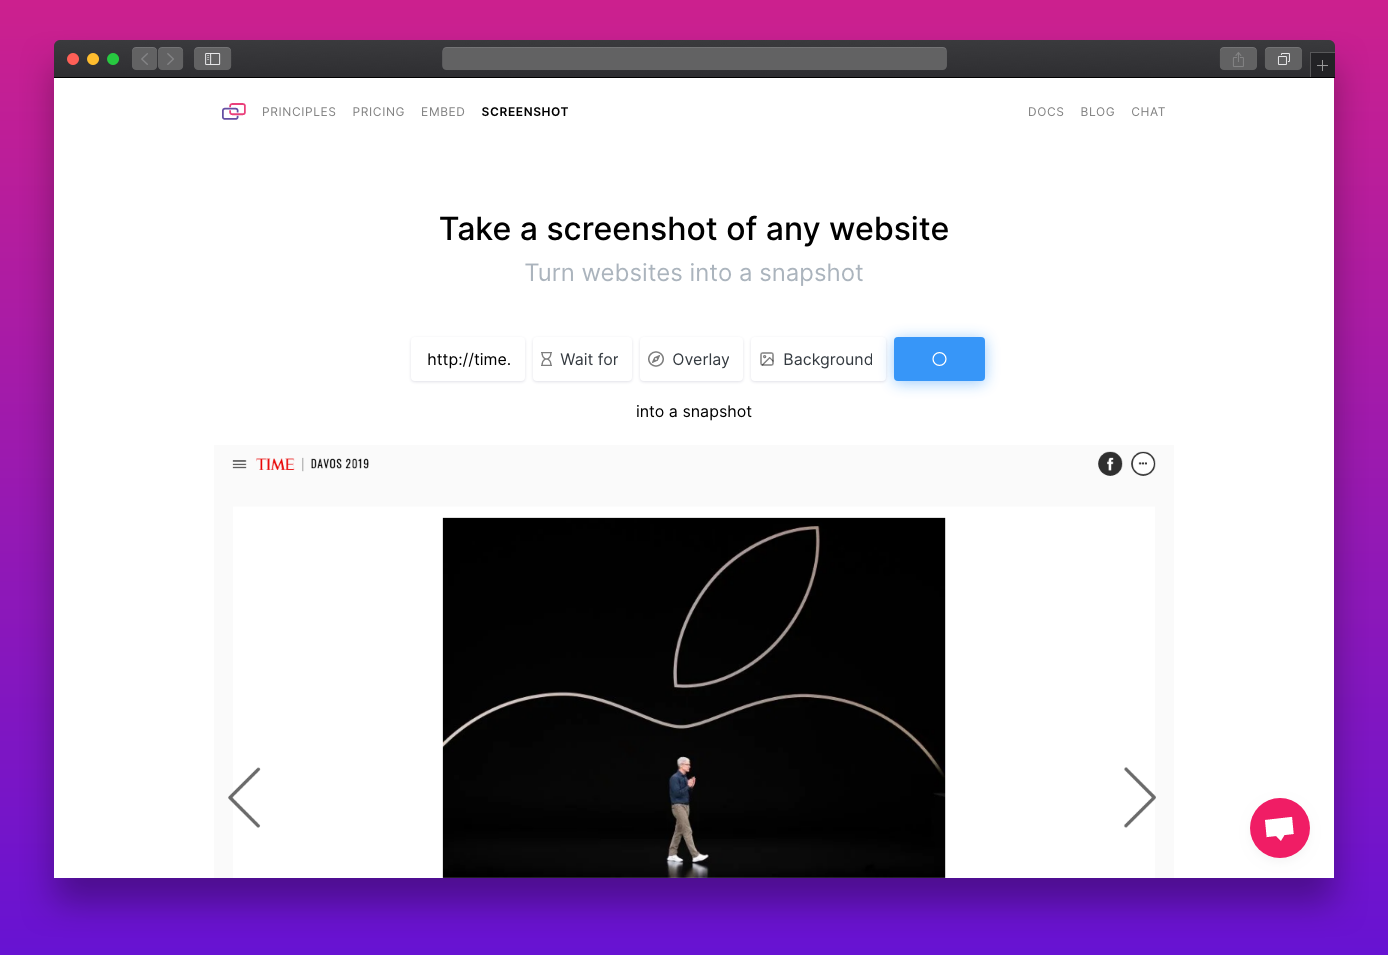 PRINCIPLES PRICING EMBED SCREENSHOT DOCS BLOG CHAT
Take a screenshot of any website
Turn websites into a snapshot
http://time. Wait for Overlay Background
into a snapshot
TIME | DAVOS 2019